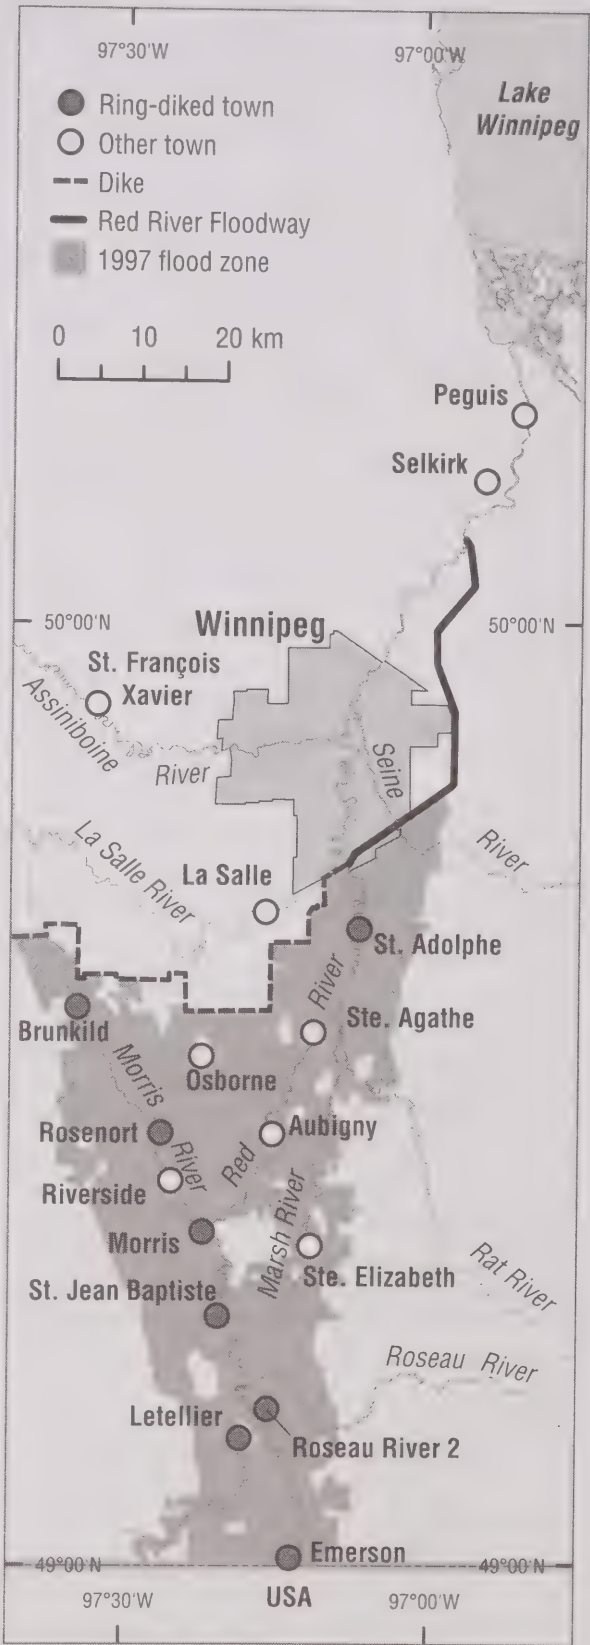 97°30'W
97°00'W
Lake
Winnipeg
Ring-diked town
Other town
Dike
Red River Floodway
1997 flood zone
0 10 20 km
Peguis
Selkirk
50°00'N
Winnipeg
50°00'N
St. François
Xavier
Assiniboine
River
Seine
River
La Salle River
La Salle
St. Adolphe
River
Ste. Agathe
Brunkild
Osborne
Morris
River
Rosenort
Aubigny
Red
Riverside
Marsh River
Morris
Ste. Elizabeth
Rat River
St. Jean Baptiste
Roseau River
Letellier
Roseau River 2
Emerson
49°00'N
49°00'N
97°30'W
USA
97°00'W